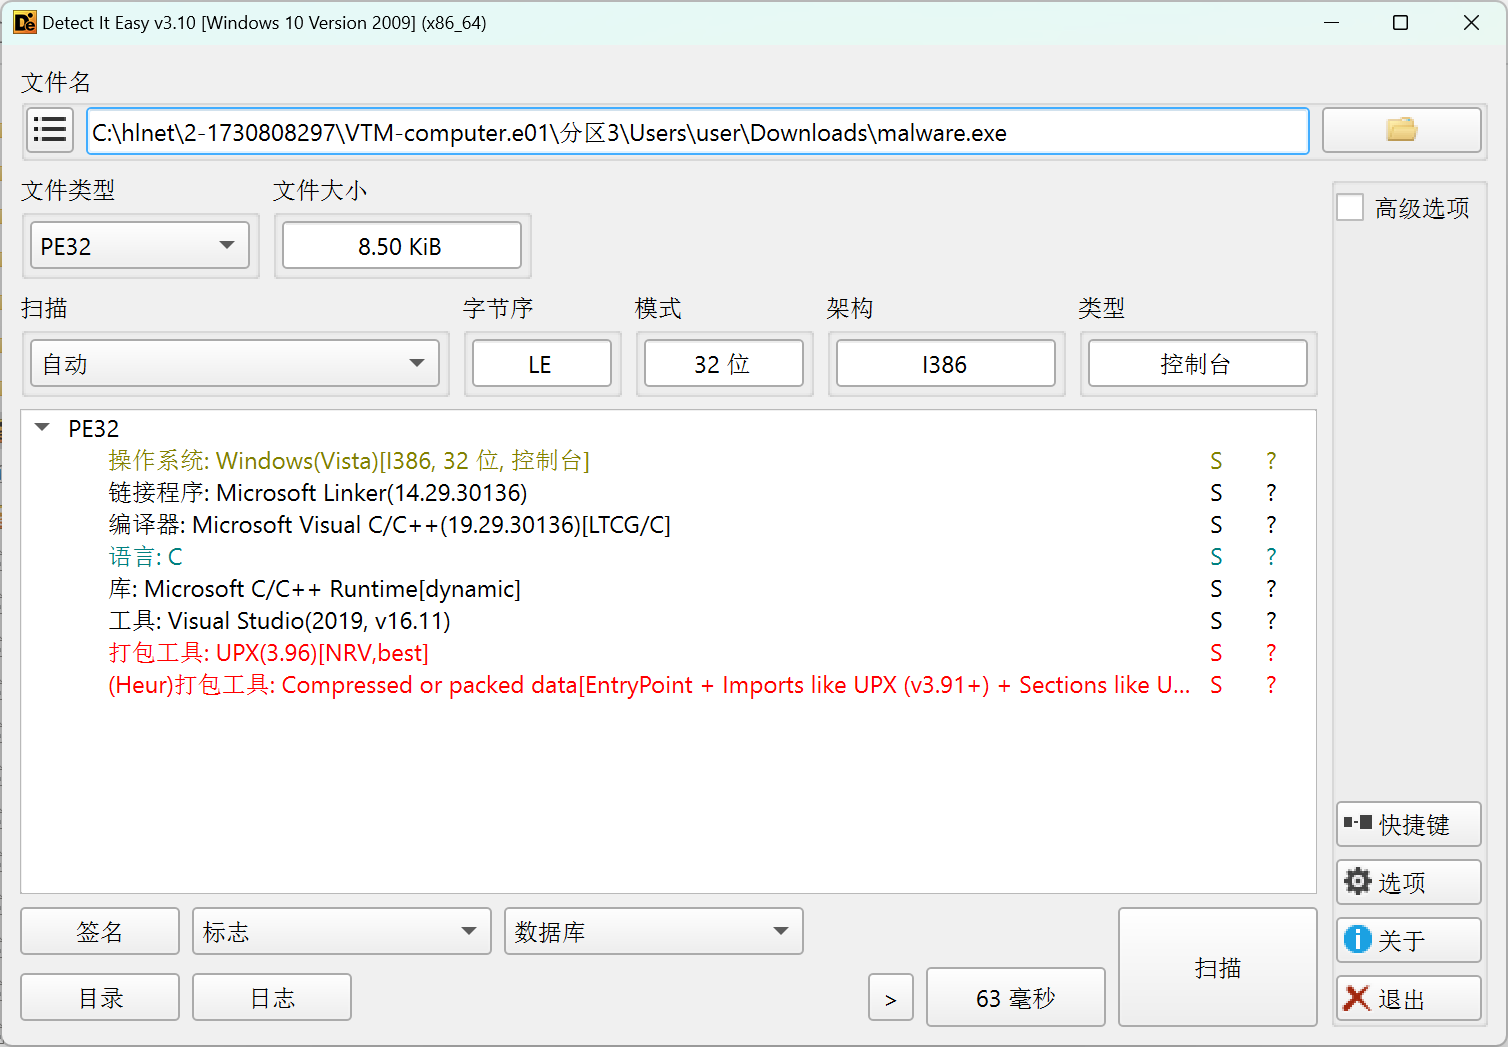 Detect It Easy v3.10 [Windows 10 Version 2009] (x86_64)
文件名
C:\hlnet\2-1730808297\VTM-computer.e01\分区3\Users\user\Downloads\malware.exe
文件类型 文件大小
PE32 8.50 KiB
高级选项
扫描 字节序 模式 架构 类型
自动 LE 32 位 I386 控制台
PE32
操作系统: Windows(Vista)[I386, 32 位, 控制台] S ?
链接程序: Microsoft Linker(14.29.30136) S ?
编译器: Microsoft Visual C/C++(19.29.30136)[LTCG/C] S ?
语言: C S ?
库: Microsoft C/C++ Runtime[dynamic] S ?
工具: Visual Studio(2019, v16.11) S ?
打包工具: UPX(3.96)[NRV,best] S ?
(Heur)打包工具: Compressed or packed data[EntryPoint + Imports like UPX (v3.91+) + Sections like U... S ?
快捷键
选项
关于
退出
签名 标志 数据库
扫描
目录 日志 > 63 毫秒